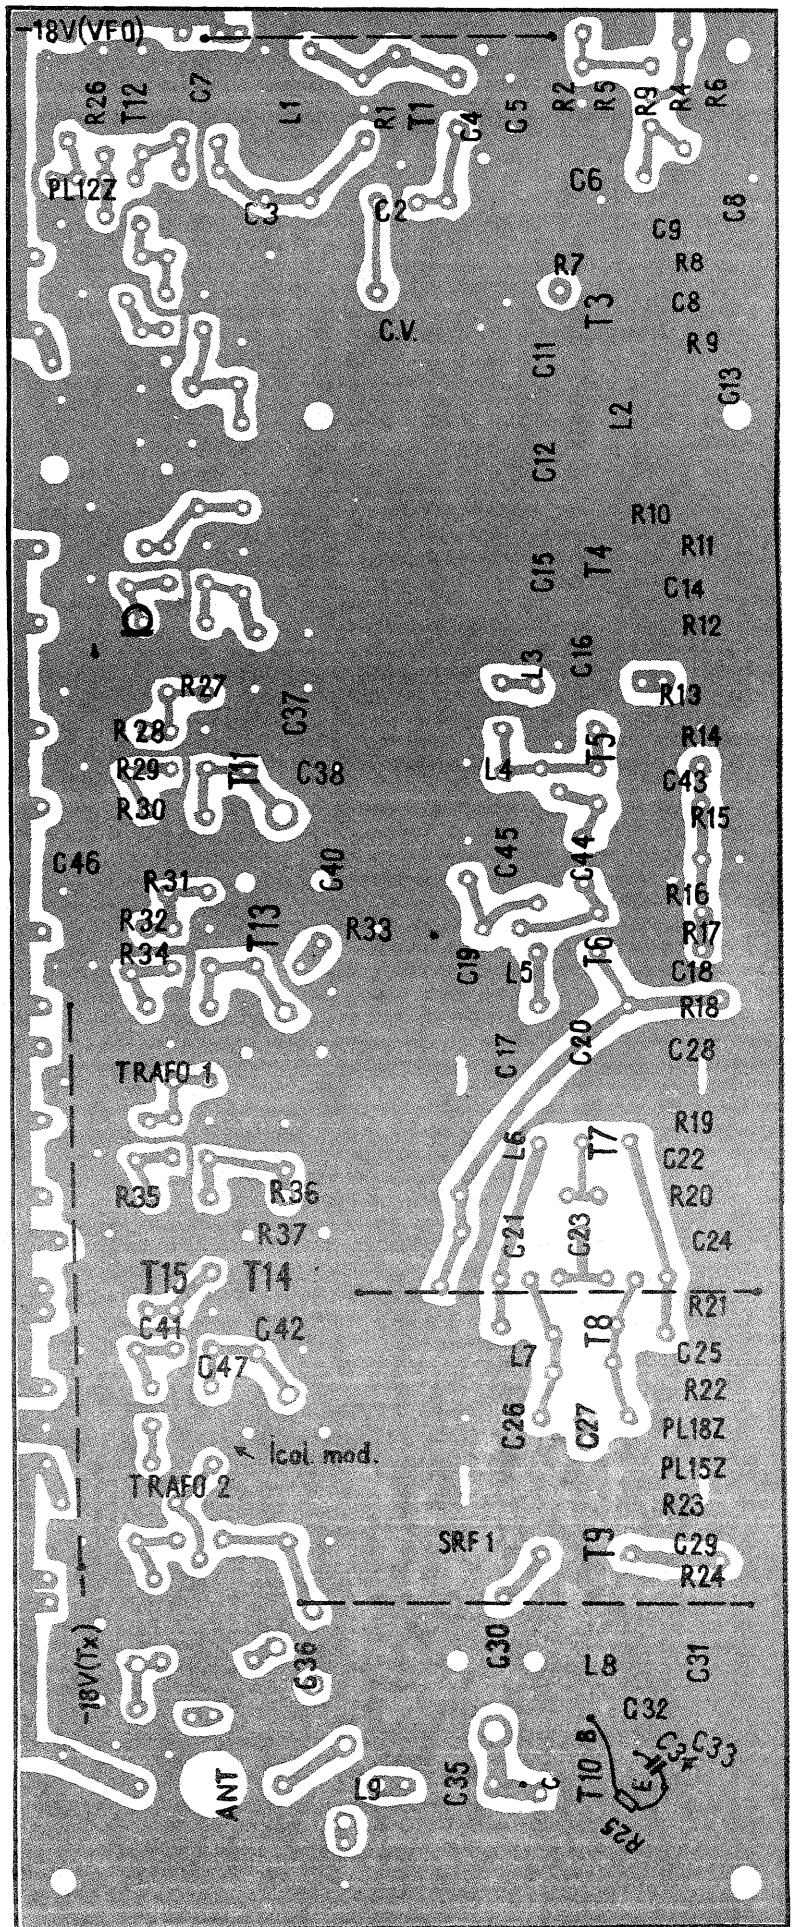 -18V(VFO)
R26
T12
C7
L1
R1
T1
C4
C5
R2
R5
R9
R4
R6
PL12Z
C3
C2
C6
C8
C9
R7
R8
C.V.
T3
C8
C11
R9
C13
L2
C12
R10
C15
T4
R11
C14
D
R12
L3
C16
R27
R13
R28
C37
R14
R29
T11
C38
L4
T5
C43
R30
R15
C46
C40
C45
C44
R31
R16
R32
T13
R33
R17
R34
C19
L5
T6
C18
R18
TRAFO 1
C17
C20
C28
R19
L6
T7
C22
R35
R36
R20
R37
C21
C23
C24
T15
T14
R21
C41
C42
T8
C47
L7
C25
R22
C26
C27
PL18Z
Icol. mod.
PL15Z
TRAFO 2
R23
SRF1
T9
C29
R24
-18V(Tx)
C36
C30
L8
C31
C32
B
C33
ANT
L9
C35
C
T10
E
R25